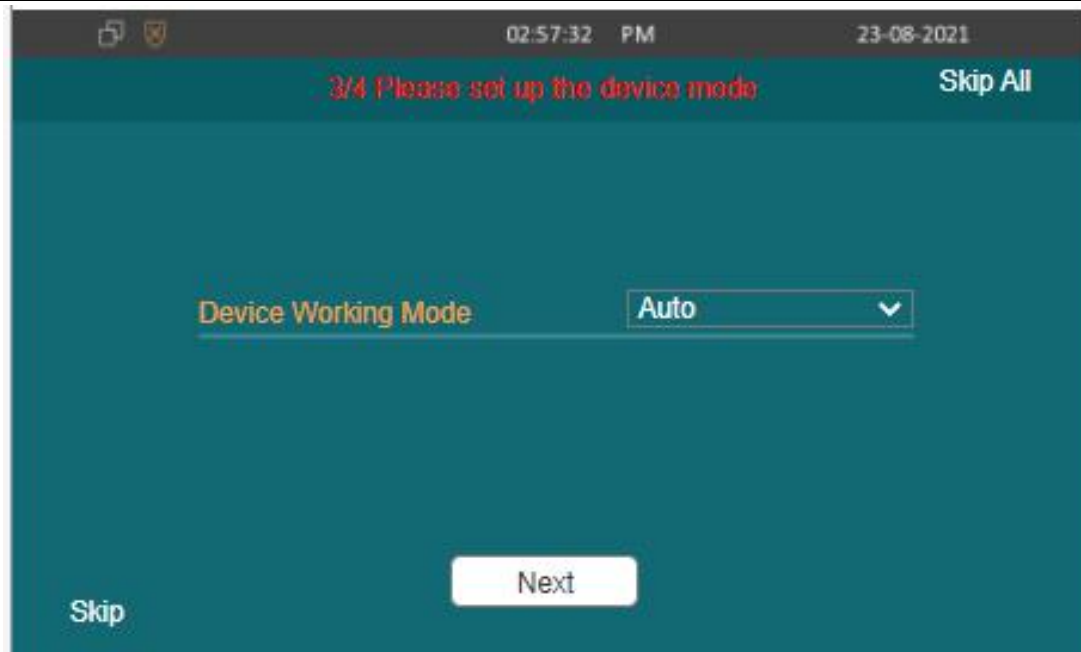 02:57:32 PM 23-08-2021
3/4 Please set up the device mode Skip All
Device Working Mode Auto
Next
Skip